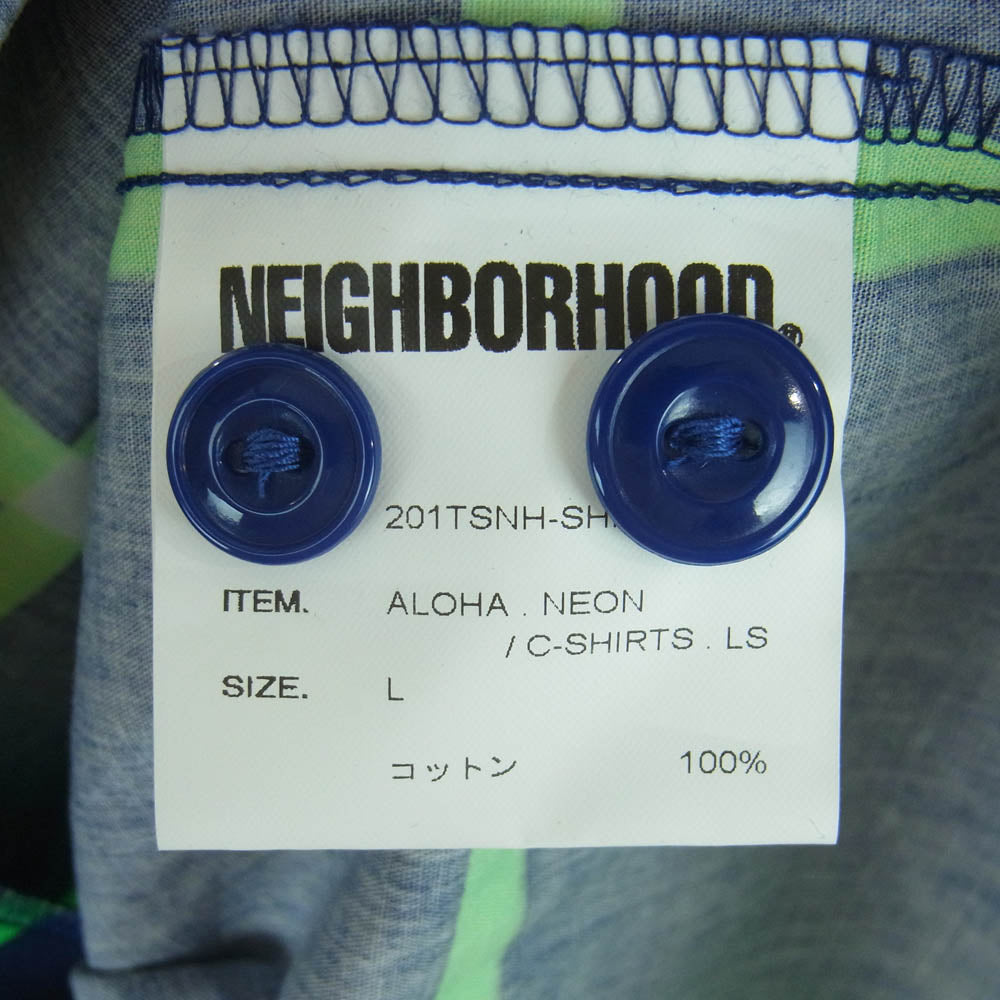 NEIGHBORHOOD®
201TSNH-SH
ITEM. ALOHA . NEON
/ C-SHIRTS . LS
SIZE. L
コットン 100%